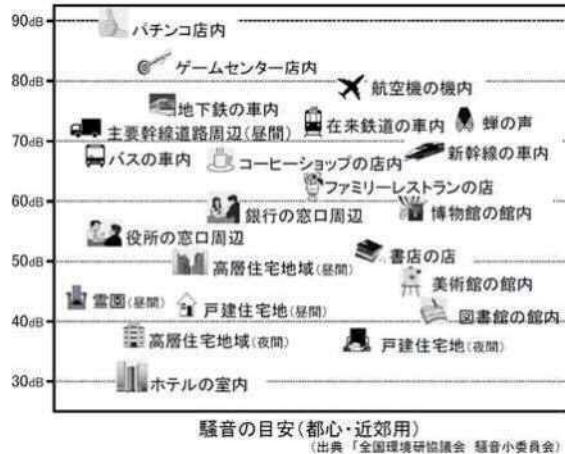 90dB
パチンコ店内
ゲームセンター店内
80dB
航空機の機内
地下鉄の車内
在来鉄道の車内
蝉の声
主要幹線道路周辺(昼間)
70dB
バスの車内
コーヒーショップの店内
新幹線の車内
ファミリーレストランの店
60dB
銀行の窓口周辺
博物館の館内
役所の窓口周辺
50dB
高層住宅地域(昼間)
書店の店
美術館の館内
霊園(昼間)
戸建住宅地(昼間)
図書館の館内
40dB
高層住宅地域(夜間)
戸建住宅地(夜間)
30dB
ホテルの室内
騒音の目安(都心・近郊用)
(出典「全国環境研協議会 騒音小委員会)